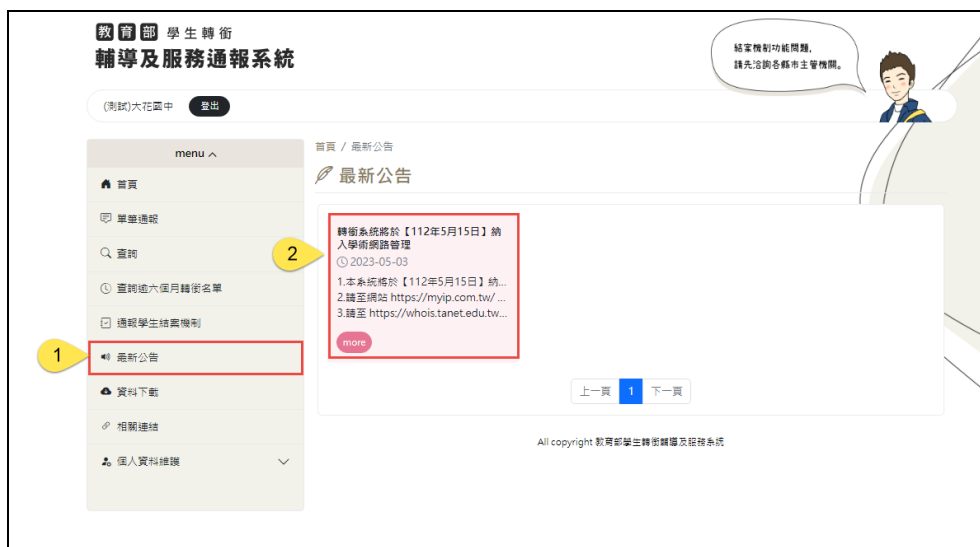 教育部 學生轉銜
輔導及服務通報系統
結案機制功能問題,
請先洽詢各縣市主管機關。
(測試)大花國中 登出
menu
首頁
單筆通報
查詢
查詢逾六個月轉銜名單
通報學生結案機制
1 最新公告
資料下載
相關連結
個人資料維護
首頁 / 最新公告
最新公告
2
轉銜系統將於【112年5月15日】納
入學術網路管理
2023-05-03
1.本系統將於【112年5月15日】納...
2.請至網站 https://myip.com.tw/ ...
3.請至 https://whois.tanet.edu.tw...
more
上一頁 1 下一頁
All copyright 教育部學生轉銜輔導及服務系統